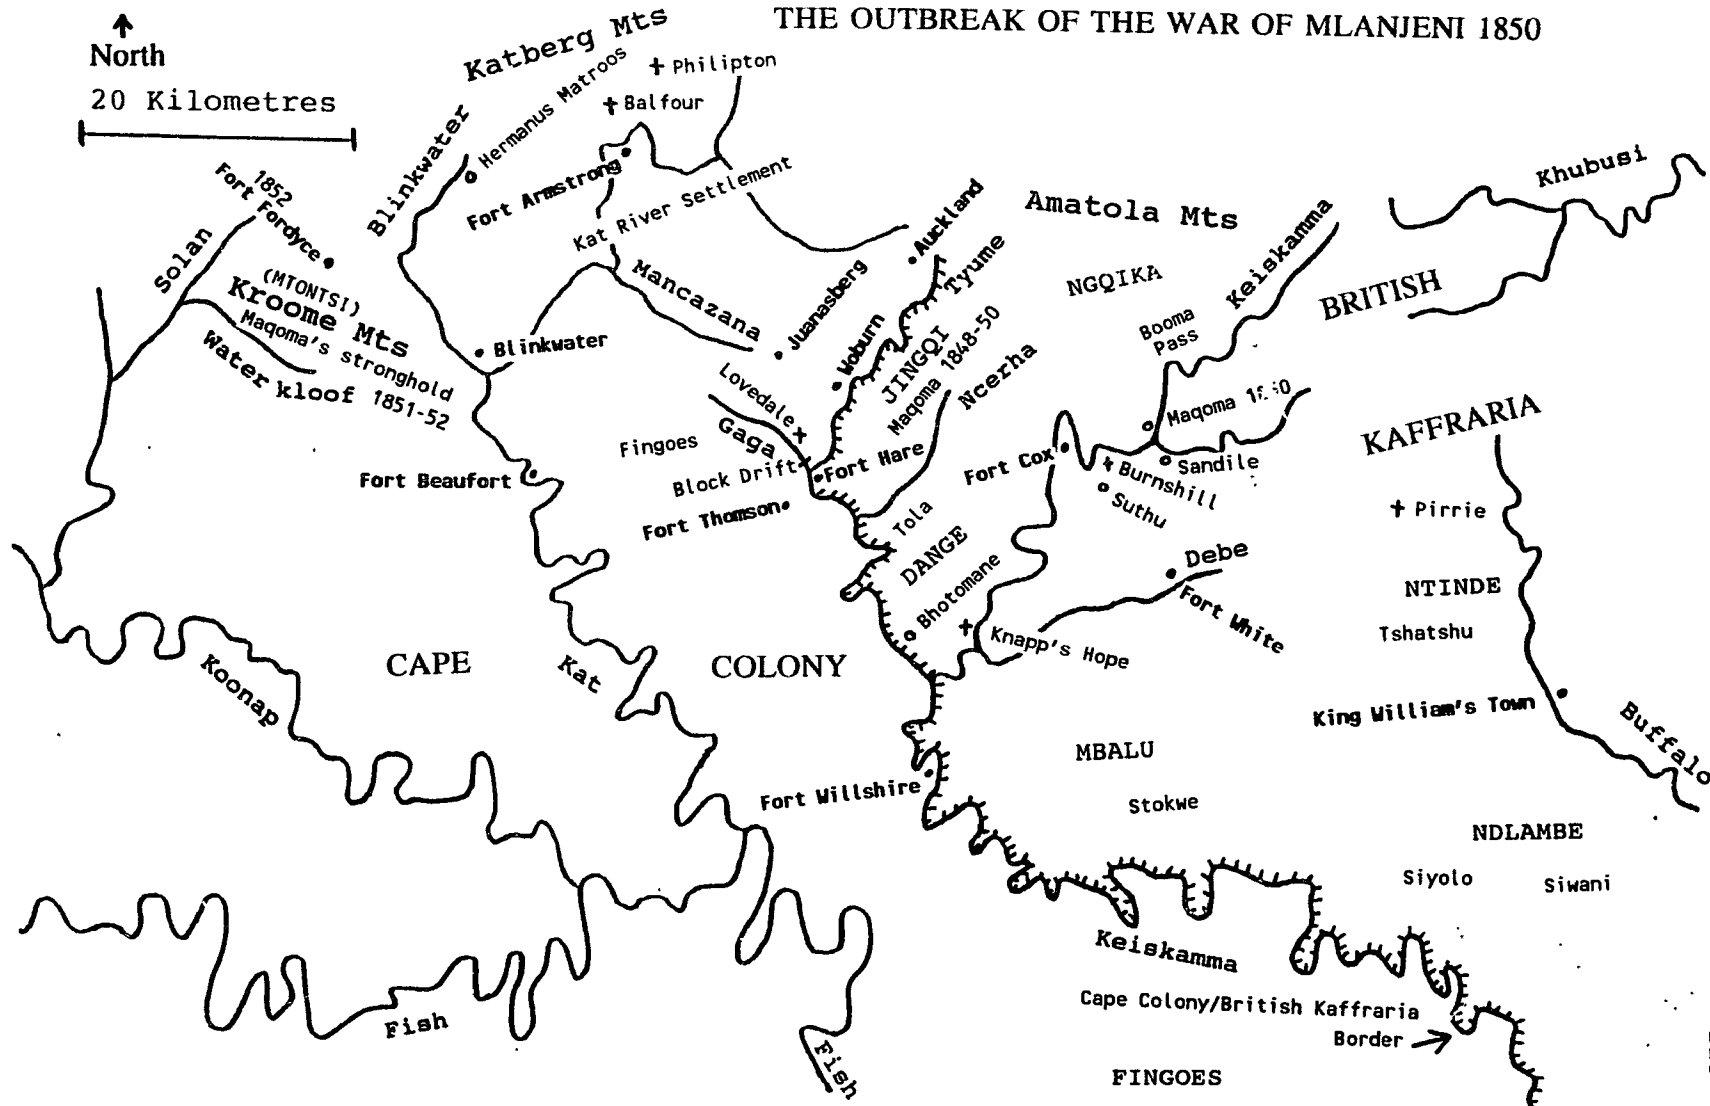 THE OUTBREAK OF THE WAR OF MLANJENI 1850
North
20 Kilometres
Katberg Mts
Hermanus Matroos
Philipton
Balfour
Blinkwater
Fort Armstrong
Kat River Settlement
1852
Fort Fordyce
Solan
(MTONTSI)
Kroome Mts
Maqoma's stronghold
Water kloof 1851-52
Mancazana
Blinkwater
Juanasberg
Auckland
Tyume
Woburn
JINGQI
Maqoma 1848-50
Ncerha
Amatola Mts
NGQIKA
Keiskamma
Booma
Pass
Khubusi
BRITISH
KAFFRARIA
Lovedale
Gaga
Fingoes
Block Drift
Fort Hare
Fort Thomson
Fort Beaufort
Fort Cox
Maqoma
Sandile
Burnshill
Suthu
Tola
DANGE
Bhotomane
Knapp's Hope
Debe
Fort White
Pirrie
NTINDE
Tshatshu
King William's Town
Buffalo
CAPE
COLONY
Koonap
Kat
Fort Willshire
MBALU
Stokwe
NDLAMBE
Siyolo
Siwani
Keiskamma
Cape Colony/British Kaffraria
Border
FINGOES
Fish
Fish